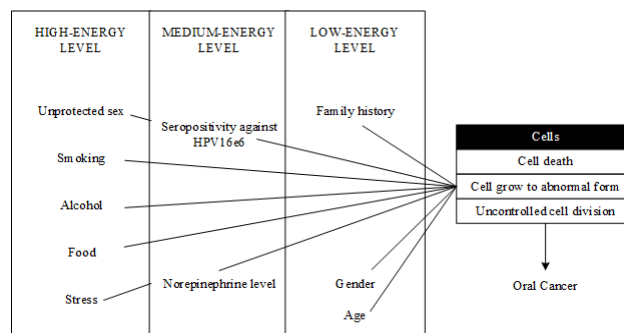 HIGH-ENERGY
LEVEL
MEDIUM-ENERGY
LEVEL
LOW-ENERGY
LEVEL
Unprotected sex
Smoking
Alcohol
Food
Stress
Seropositivity against
HPV16e6
Norepinephrine level
Family history
Gender
Age
Cells
Cell death
Cell grow to abnormal form
Uncontrolled cell division
Oral Cancer